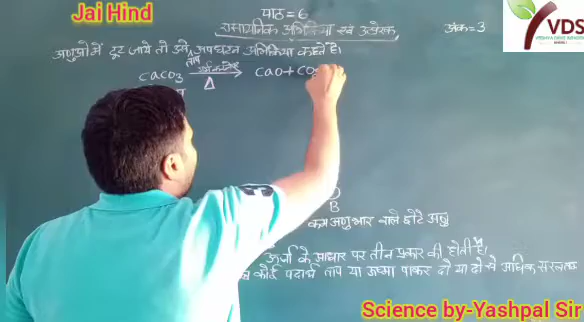 Jai Hind
पाठ = 6
रासायनिक अभिक्रिया एवं उत्प्रेरक
अंक = 3
VDS
अणुओं में टूट जाये तो उसे अपघटन अभिक्रिया कहते है।
ताप
CaCO3 → CaO + CO
Δ
B
कम अणुभार वाले छोटे अणु
ऊर्जा के आधार पर तीन प्रकार की होती है।
कोई पदार्थ ताप या ऊष्मा पाकर दो या दो से अधिक सरलतम
Science by-Yashpal Sir